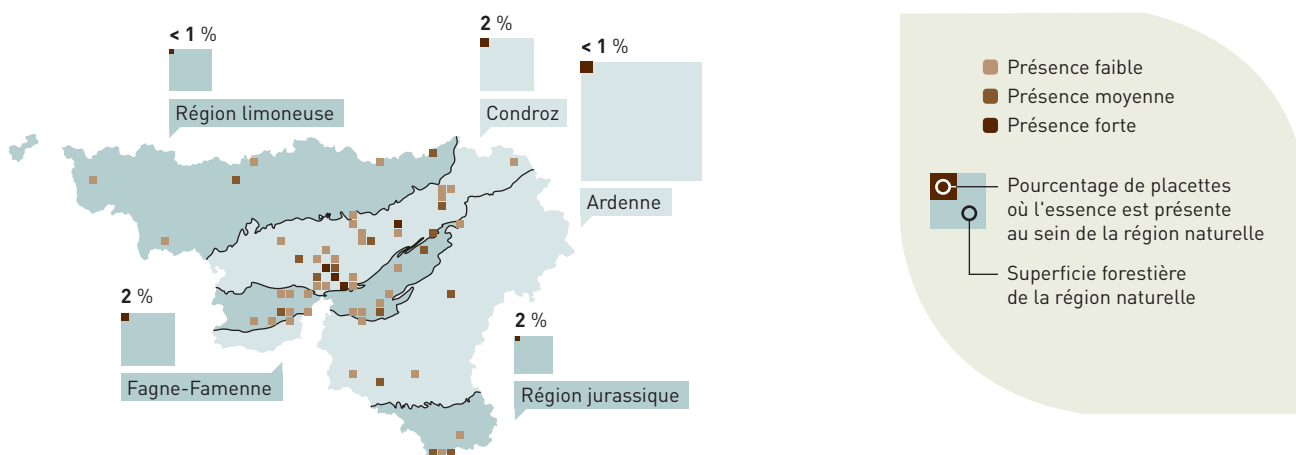 < 1 %
Région limoneuse
2 %
Condroz
< 1 %
Ardenne
2 %
Fagne-Famenne
2 %
Région jurassique
Présence faible
Présence moyenne
Présence forte
Pourcentage de placettes
où l'essence est présente
au sein de la région naturelle
Superficie forestière
de la région naturelle